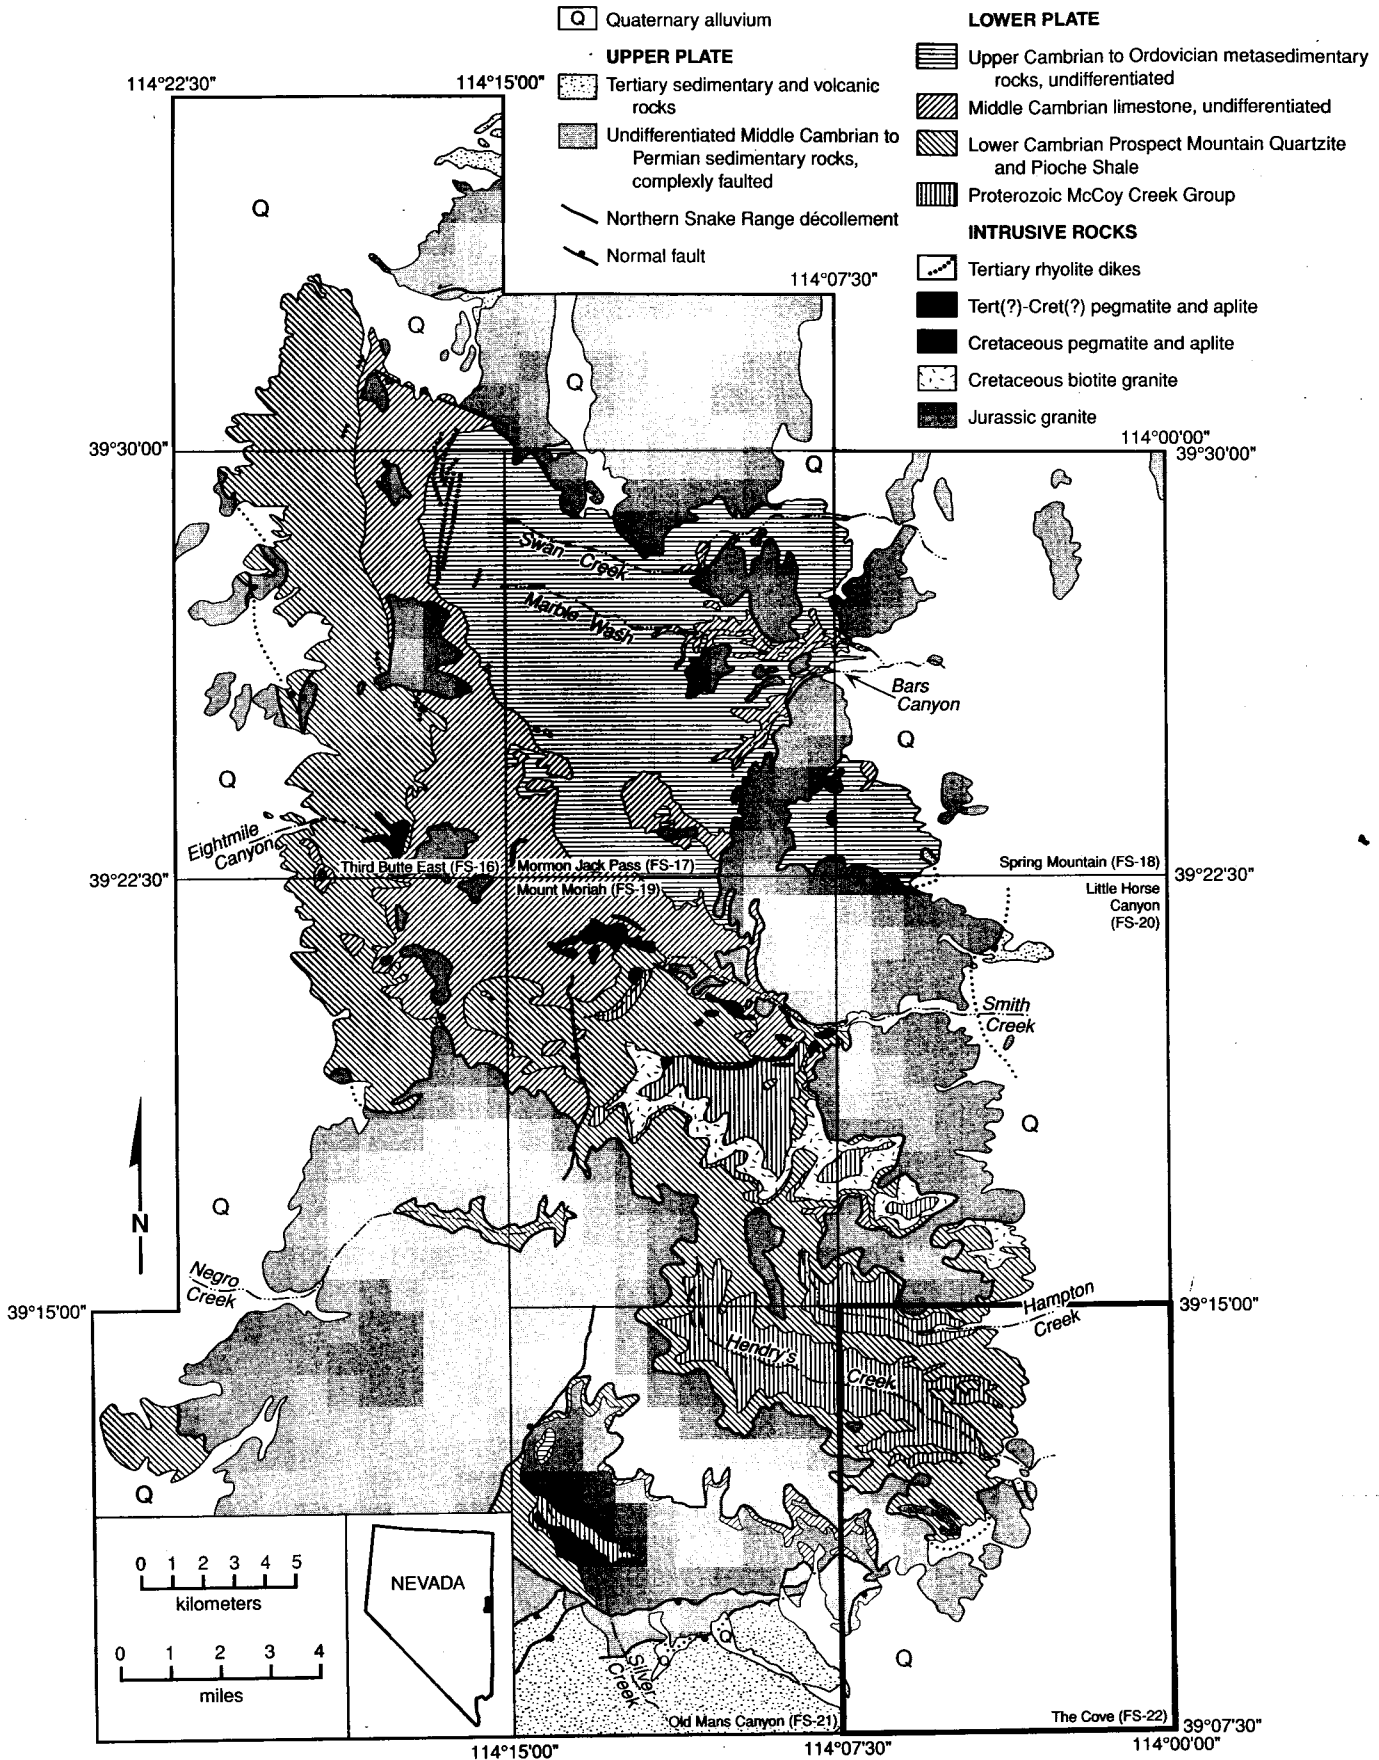 Q Quaternary alluvium
UPPER PLATE
Tertiary sedimentary and volcanic
rocks
Undifferentiated Middle Cambrian to
Permian sedimentary rocks,
complexly faulted
Northern Snake Range décollement
Normal fault
LOWER PLATE
Upper Cambrian to Ordovician metasedimentary
rocks, undifferentiated
Middle Cambrian limestone, undifferentiated
Lower Cambrian Prospect Mountain Quartzite
and Pioche Shale
Proterozoic McCoy Creek Group
INTRUSIVE ROCKS
Tertiary rhyolite dikes
Tert(?)-Cret(?) pegmatite and aplite
Cretaceous pegmatite and aplite
Cretaceous biotite granite
Jurassic granite
114°22'30"
114°15'00"
114°07'30"
114°00'00"
39°30'00"
39°30'00"
Q
Q
Q
Q
Swan Creek
Marble Wash
Bars
Canyon
Q
Q
Eightmile
Canyon
Third Butte East (FS-16)
Mormon Jack Pass (FS-17)
Spring Mountain (FS-18)
39°22'30"
39°22'30"
Mount Moriah (FS-19)
Little Horse
Canyon
(FS-20)
Smith
Creek
Q
Q
N
Negro
Creek
Hampton
Creek
39°15'00"
39°15'00"
Hendry's
Creek
Q
0 1 2 3 4 5
kilometers
0 1 2 3 4
miles
NEVADA
Q
Q
Q
Silver
Creek
Old Mans Canyon (FS-21)
The Cove (FS-22)
39°07'30"
114°15'00"
114°07'30"
114°00'00"